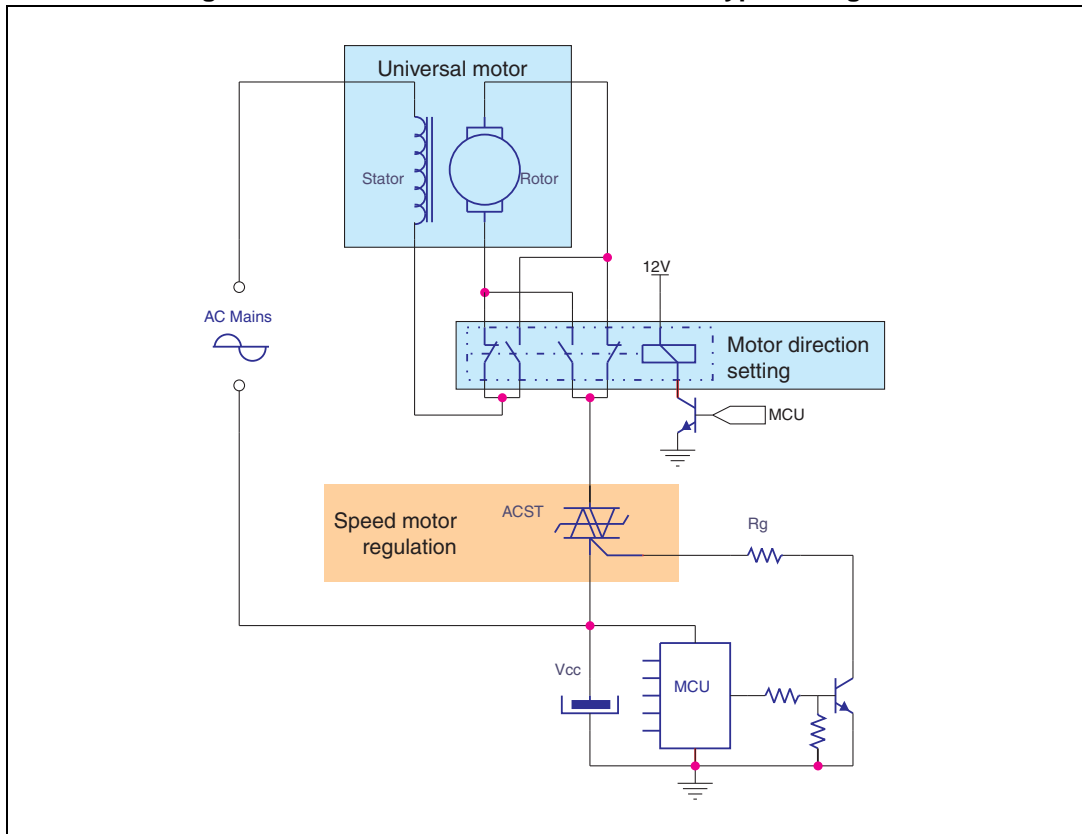 Universal motor
Stator
Rotor
12V
AC Mains
Motor direction
setting
MCU
ACST
Speed motor
regulation
Rg
Vcc
MCU